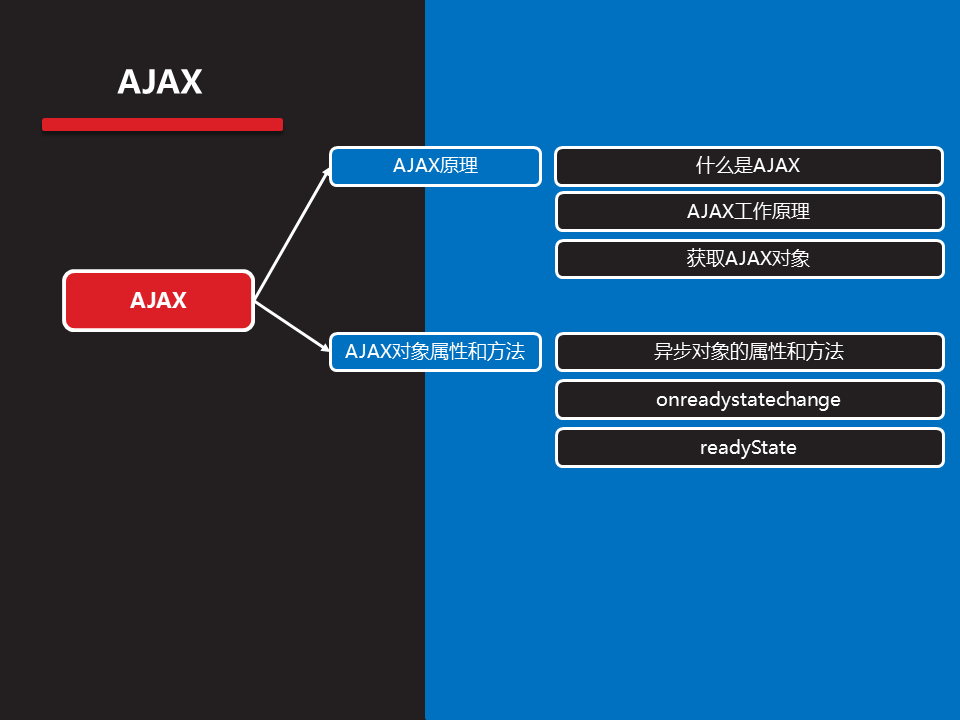 AJAX
AJAX原理
什么是AJAX
AJAX工作原理
获取AJAX对象
AJAX
AJAX对象属性和方法
异步对象的属性和方法
onreadystatechange
readyState